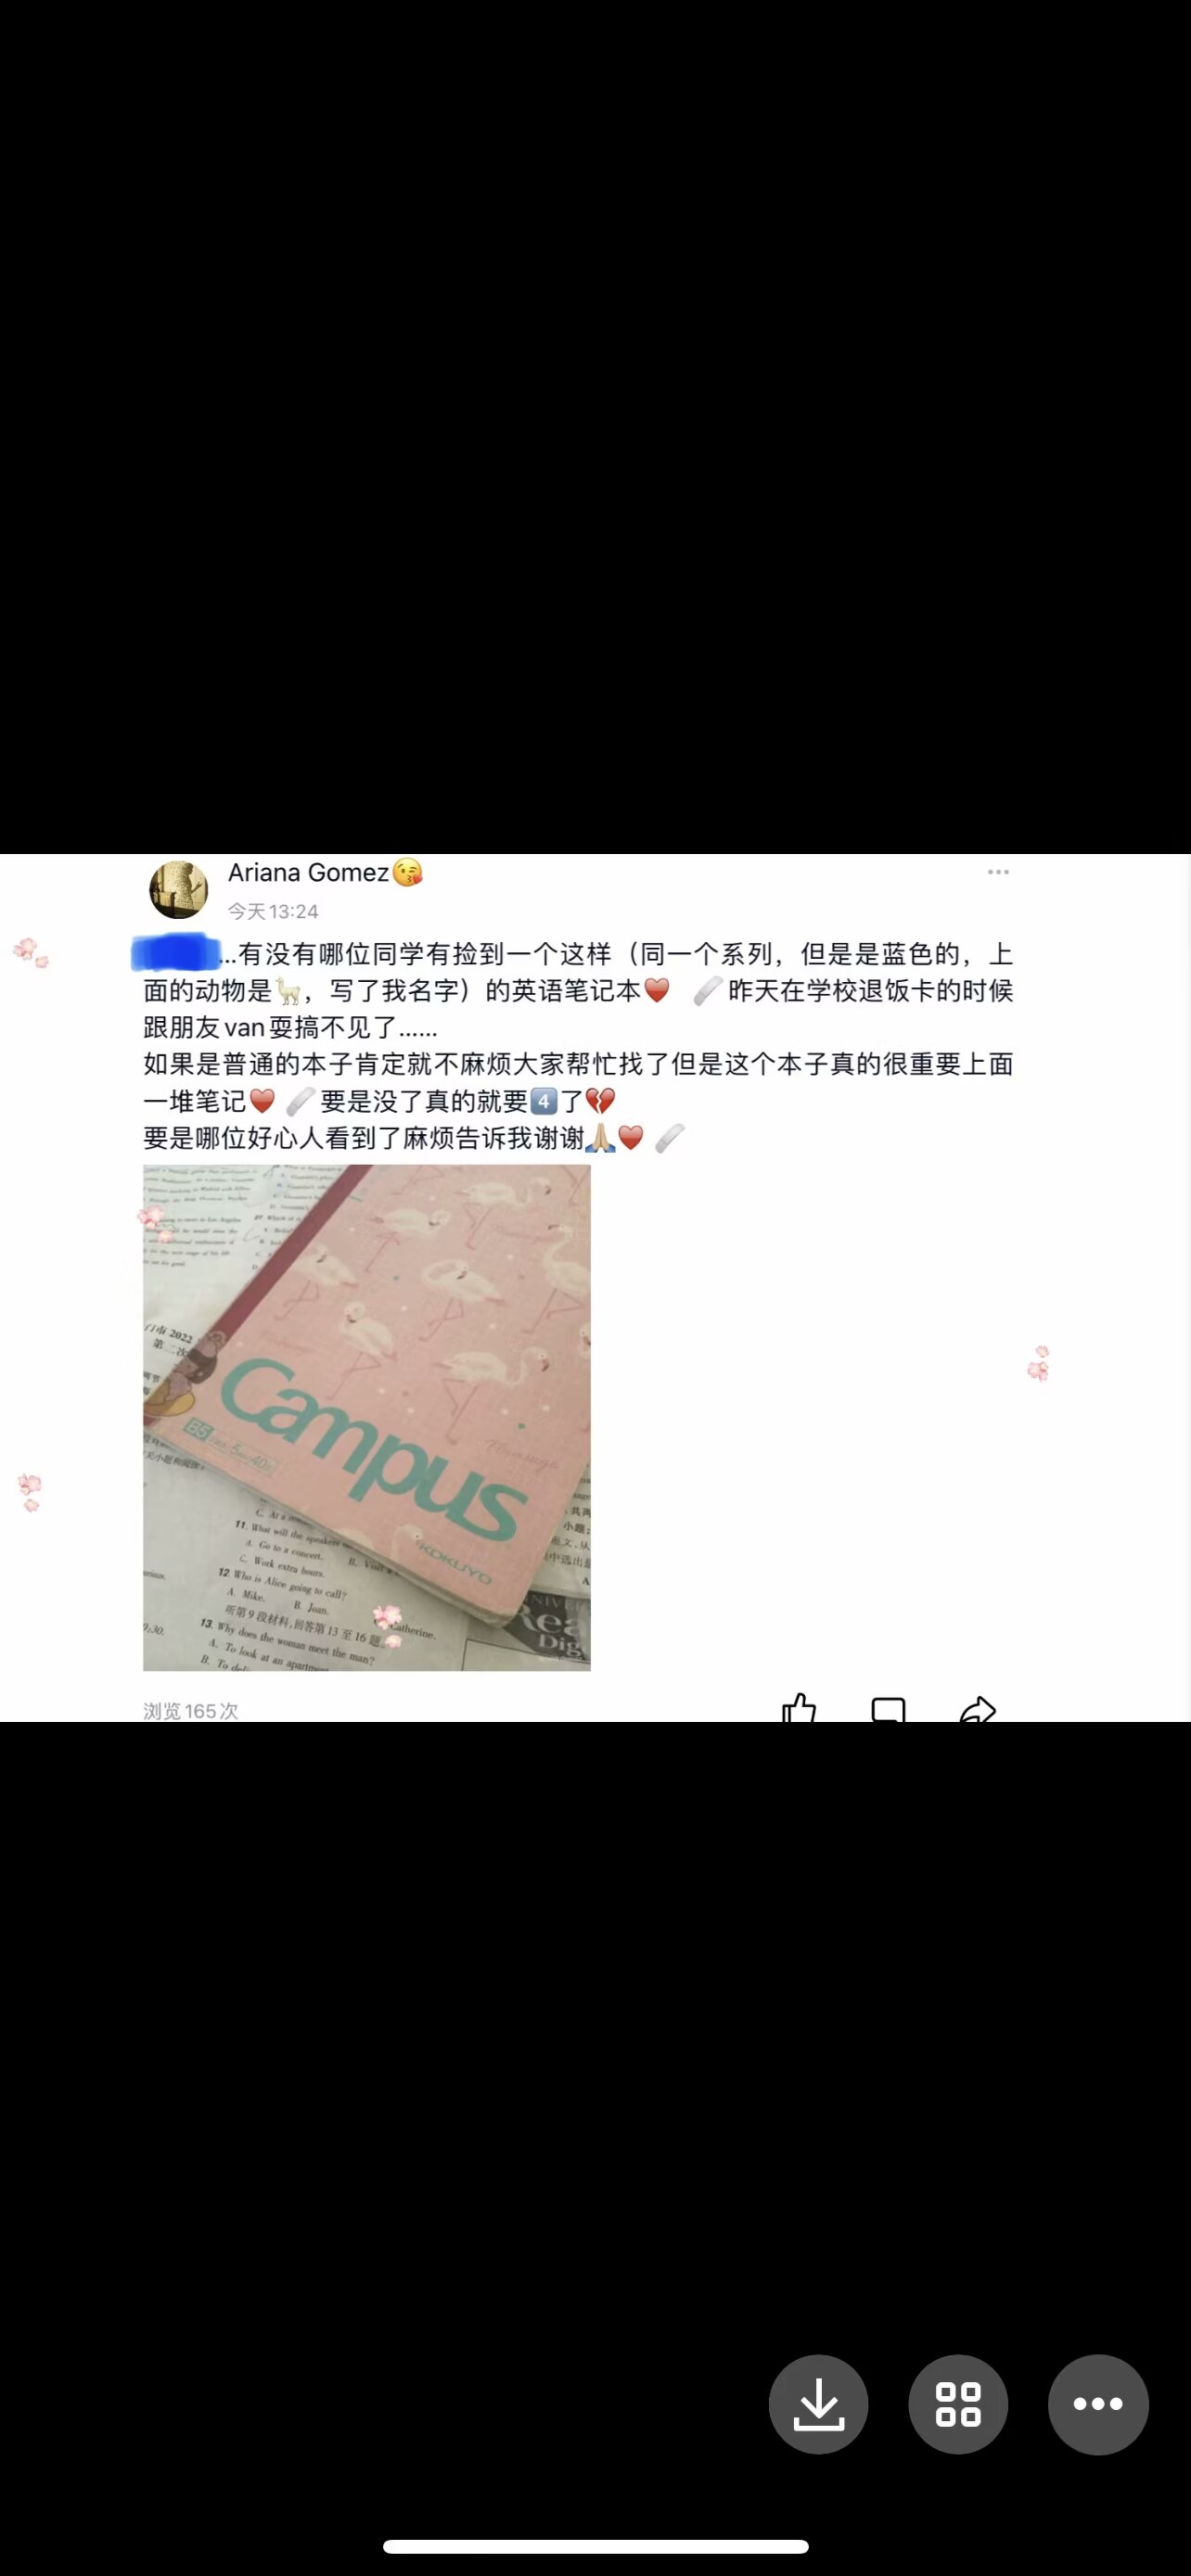 Ariana Gomez😘
今天13:24
...有没有哪位同学有捡到一个这样（同一个系列，但是是蓝色的，上
面的动物是🦙，写了我名字）的英语笔记本♥️ 🩹昨天在学校退饭卡的时候
跟朋友van耍搞不见了……
如果是普通的本子肯定就不麻烦大家帮忙找了但是这个本子真的很重要上面
一堆笔记♥️ 🩹要是没了真的就要4️⃣了💔
要是哪位好心人看到了麻烦告诉我谢谢🙏🏼♥️ 🩹
门市 2022
第二次
Campus
B5
KOKUYO
11. What will the speakers
A. Go to a concert.
C. Work extra hours.
12. Who is Alice going to call?
A. Mike. B. Joan. Catherine.
听第9段材料，回答第13至16题
13. Why does the woman meet the man?
A. To look at an apartment
B. To
浏览165次